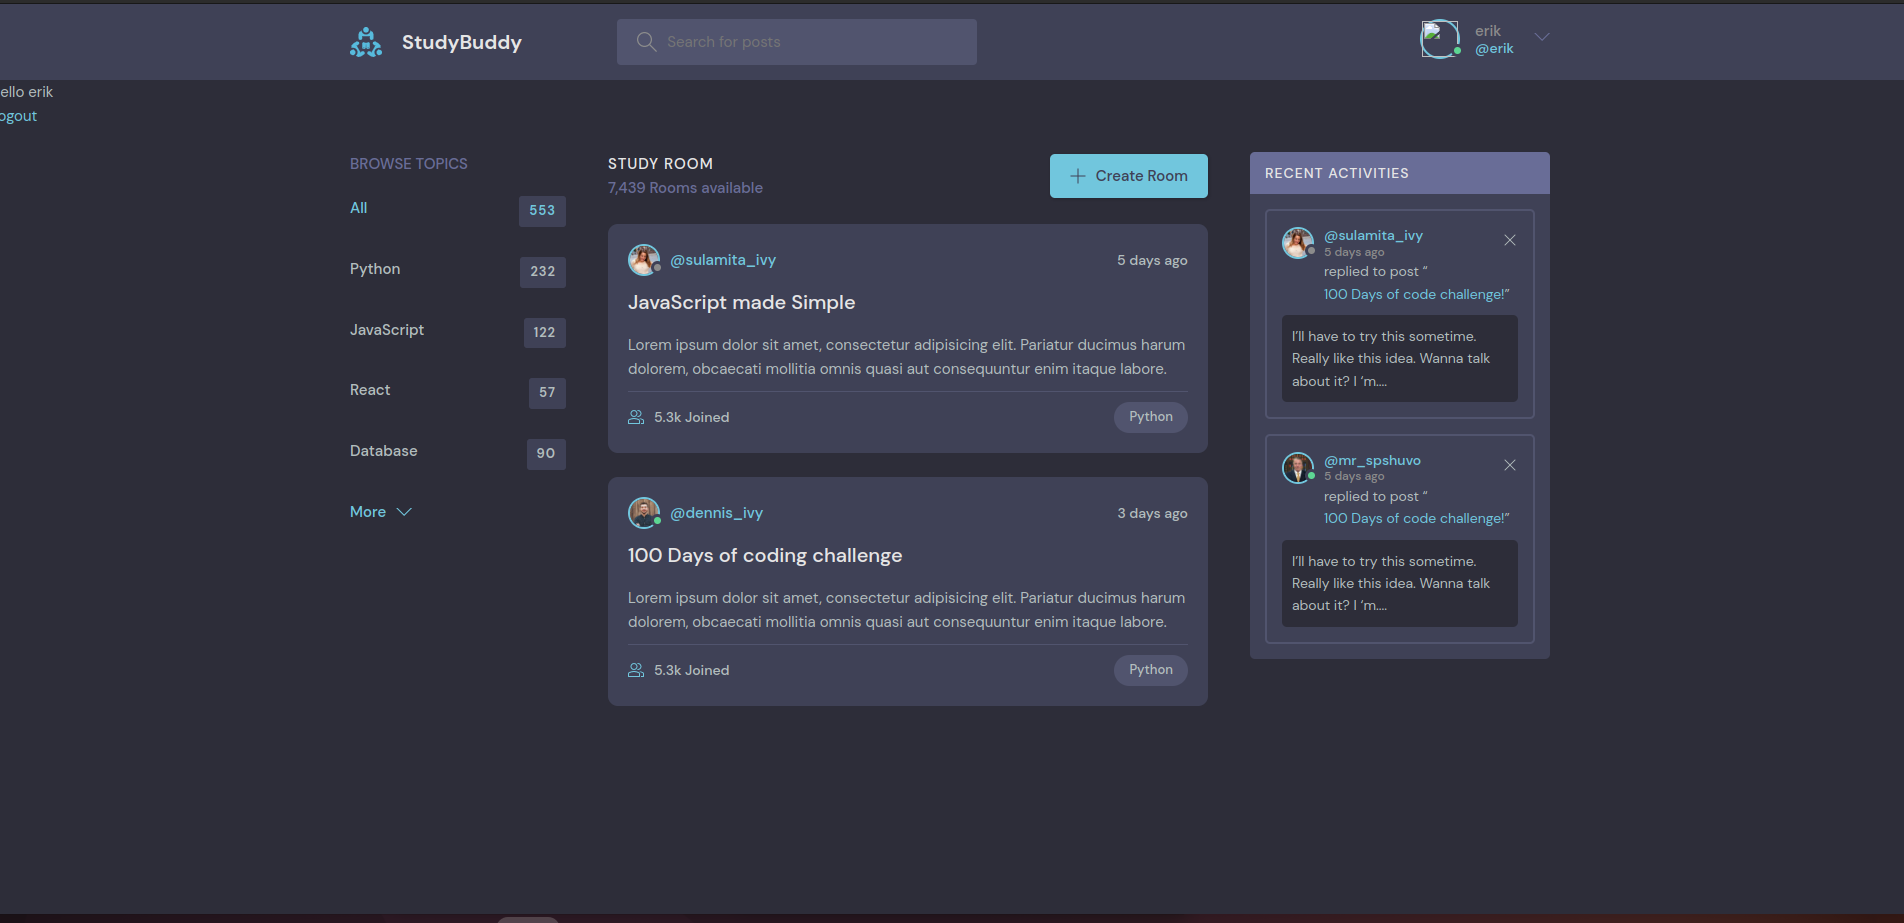 StudyBuddy
Search for posts
erik
@erik
ello erik
ogout
BROWSE TOPICS
All 553
Python 232
JavaScript 122
React 57
Database 90
More
STUDY ROOM
7,439 Rooms available
Create Room
@sulamita_ivy 5 days ago
JavaScript made Simple
Lorem ipsum dolor sit amet, consectetur adipisicing elit. Pariatur ducimus harum
dolorem, obcaecati mollitia omnis quasi aut consequuntur enim itaque labore.
5.3k Joined Python
@dennis_ivy 3 days ago
100 Days of coding challenge
Lorem ipsum dolor sit amet, consectetur adipisicing elit. Pariatur ducimus harum
dolorem, obcaecati mollitia omnis quasi aut consequuntur enim itaque labore.
5.3k Joined Python
RECENT ACTIVITIES
@sulamita_ivy
5 days ago
replied to post “
100 Days of code challenge!”
I’ll have to try this sometime.
Really like this idea. Wanna talk
about it? I ‘m....
@mr_spshuvo
5 days ago
replied to post “
100 Days of code challenge!”
I’ll have to try this sometime.
Really like this idea. Wanna talk
about it? I ‘m....